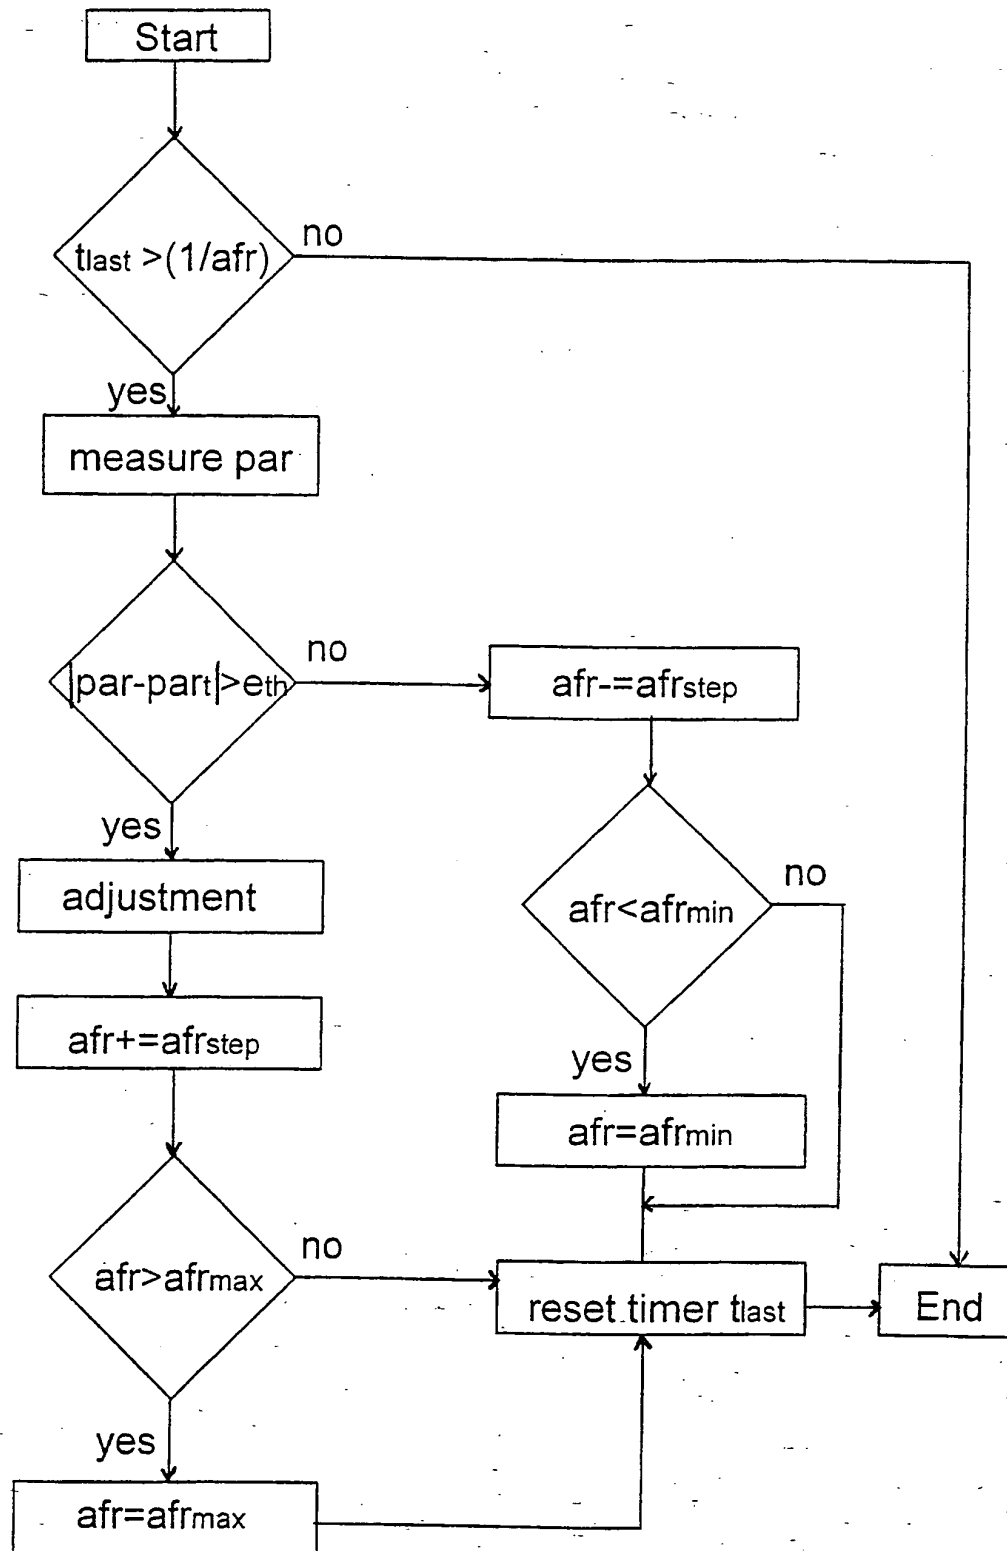 Start
tlast >(1/afr)
no
yes
measure par
|par-part|>eth
no
afr-=afrstep
yes
adjustment
afr<afrmin
no
afr+=afrstep
yes
afr=afrmin
afr>afrmax
no
reset timer tlast
End
yes
afr=afrmax